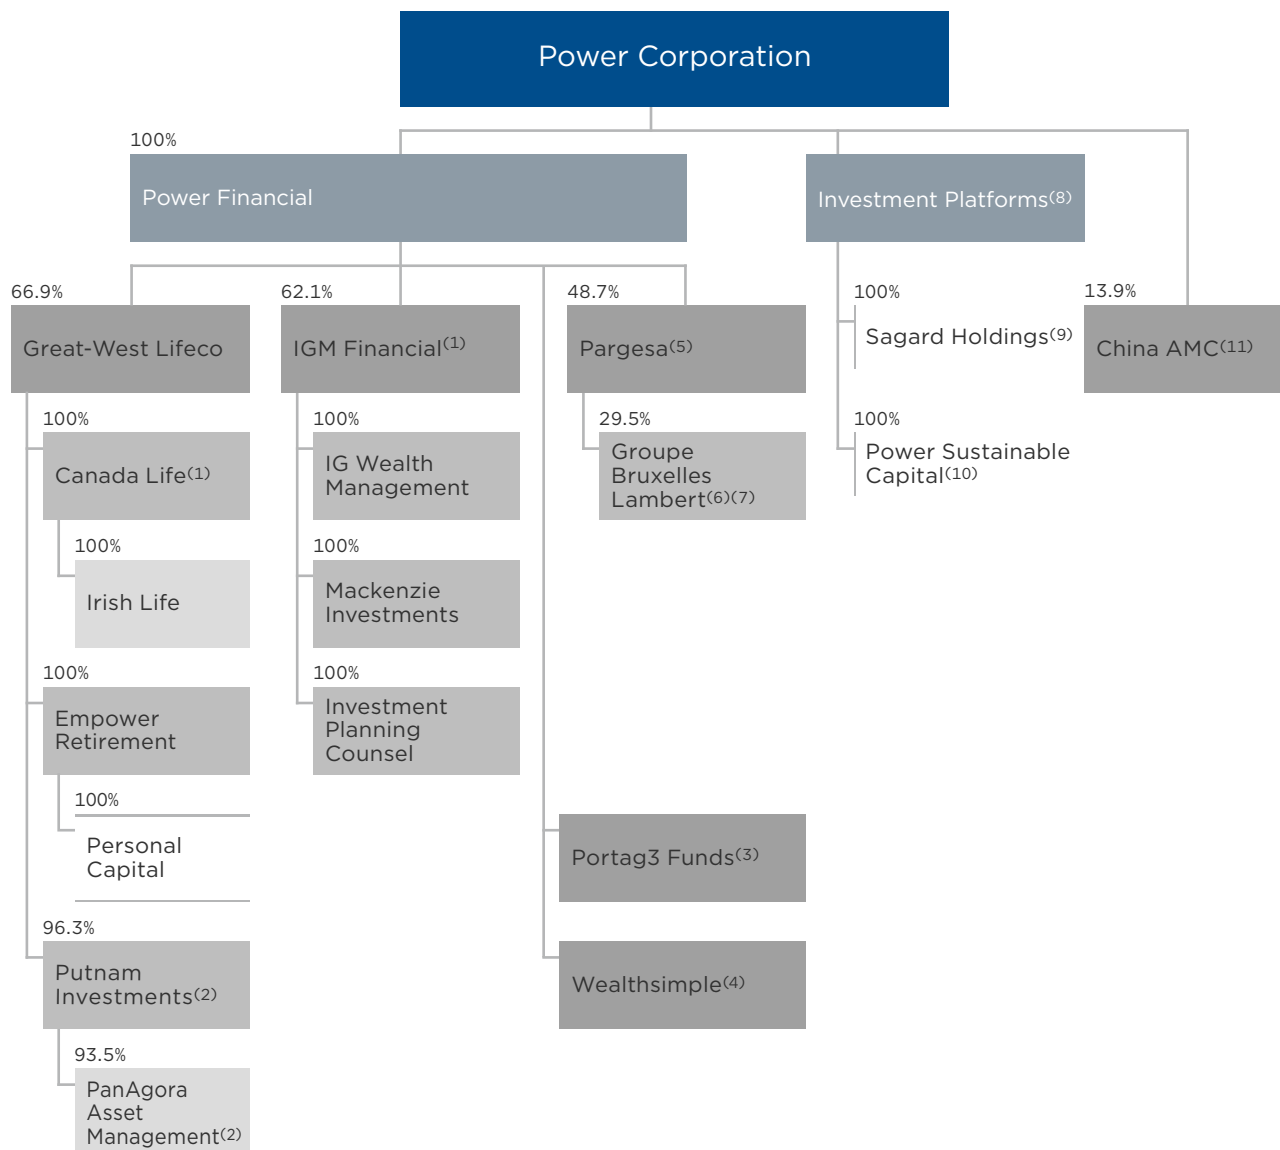 Power Corporation
100%
Power Financial
Investment Platforms(8)
66.9%
Great-West Lifeco
62.1%
IGM Financial(1)
48.7%
Pargesa(5)
100%
Sagard Holdings(9)
13.9%
China AMC(11)
100%
Canada Life(1)
100%
IG Wealth
Management
29.5%
Groupe
Bruxelles
Lambert(6)(7)
100%
Power Sustainable
Capital(10)
100%
Irish Life
100%
Mackenzie
Investments
100%
Empower
Retirement
100%
Investment
Planning
Counsel
100%
Personal
Capital
Portag3 Funds(3)
96.3%
Putnam
Investments(2)
Wealthsimple(4)
93.5%
PanAgora
Asset
Management(2)